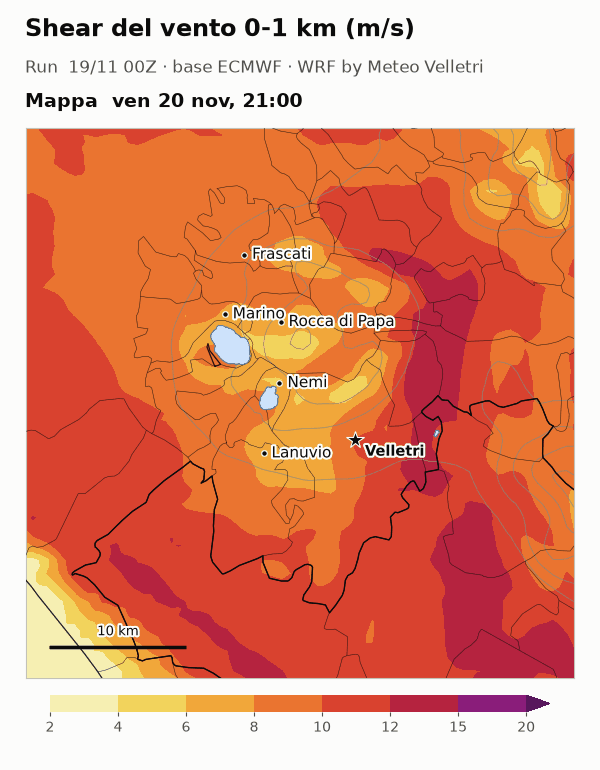 Shear del vento 0-1 km (m/s)
Run  19/11 00Z · base ECMWF · WRF by Meteo Velletri
Mappa  ven 20 nov, 21:00
Frascati
Marino
Rocca di Papa
Nemi
Velletri
Lanuvio
10 km
2 4 6 8 10 12 15 20